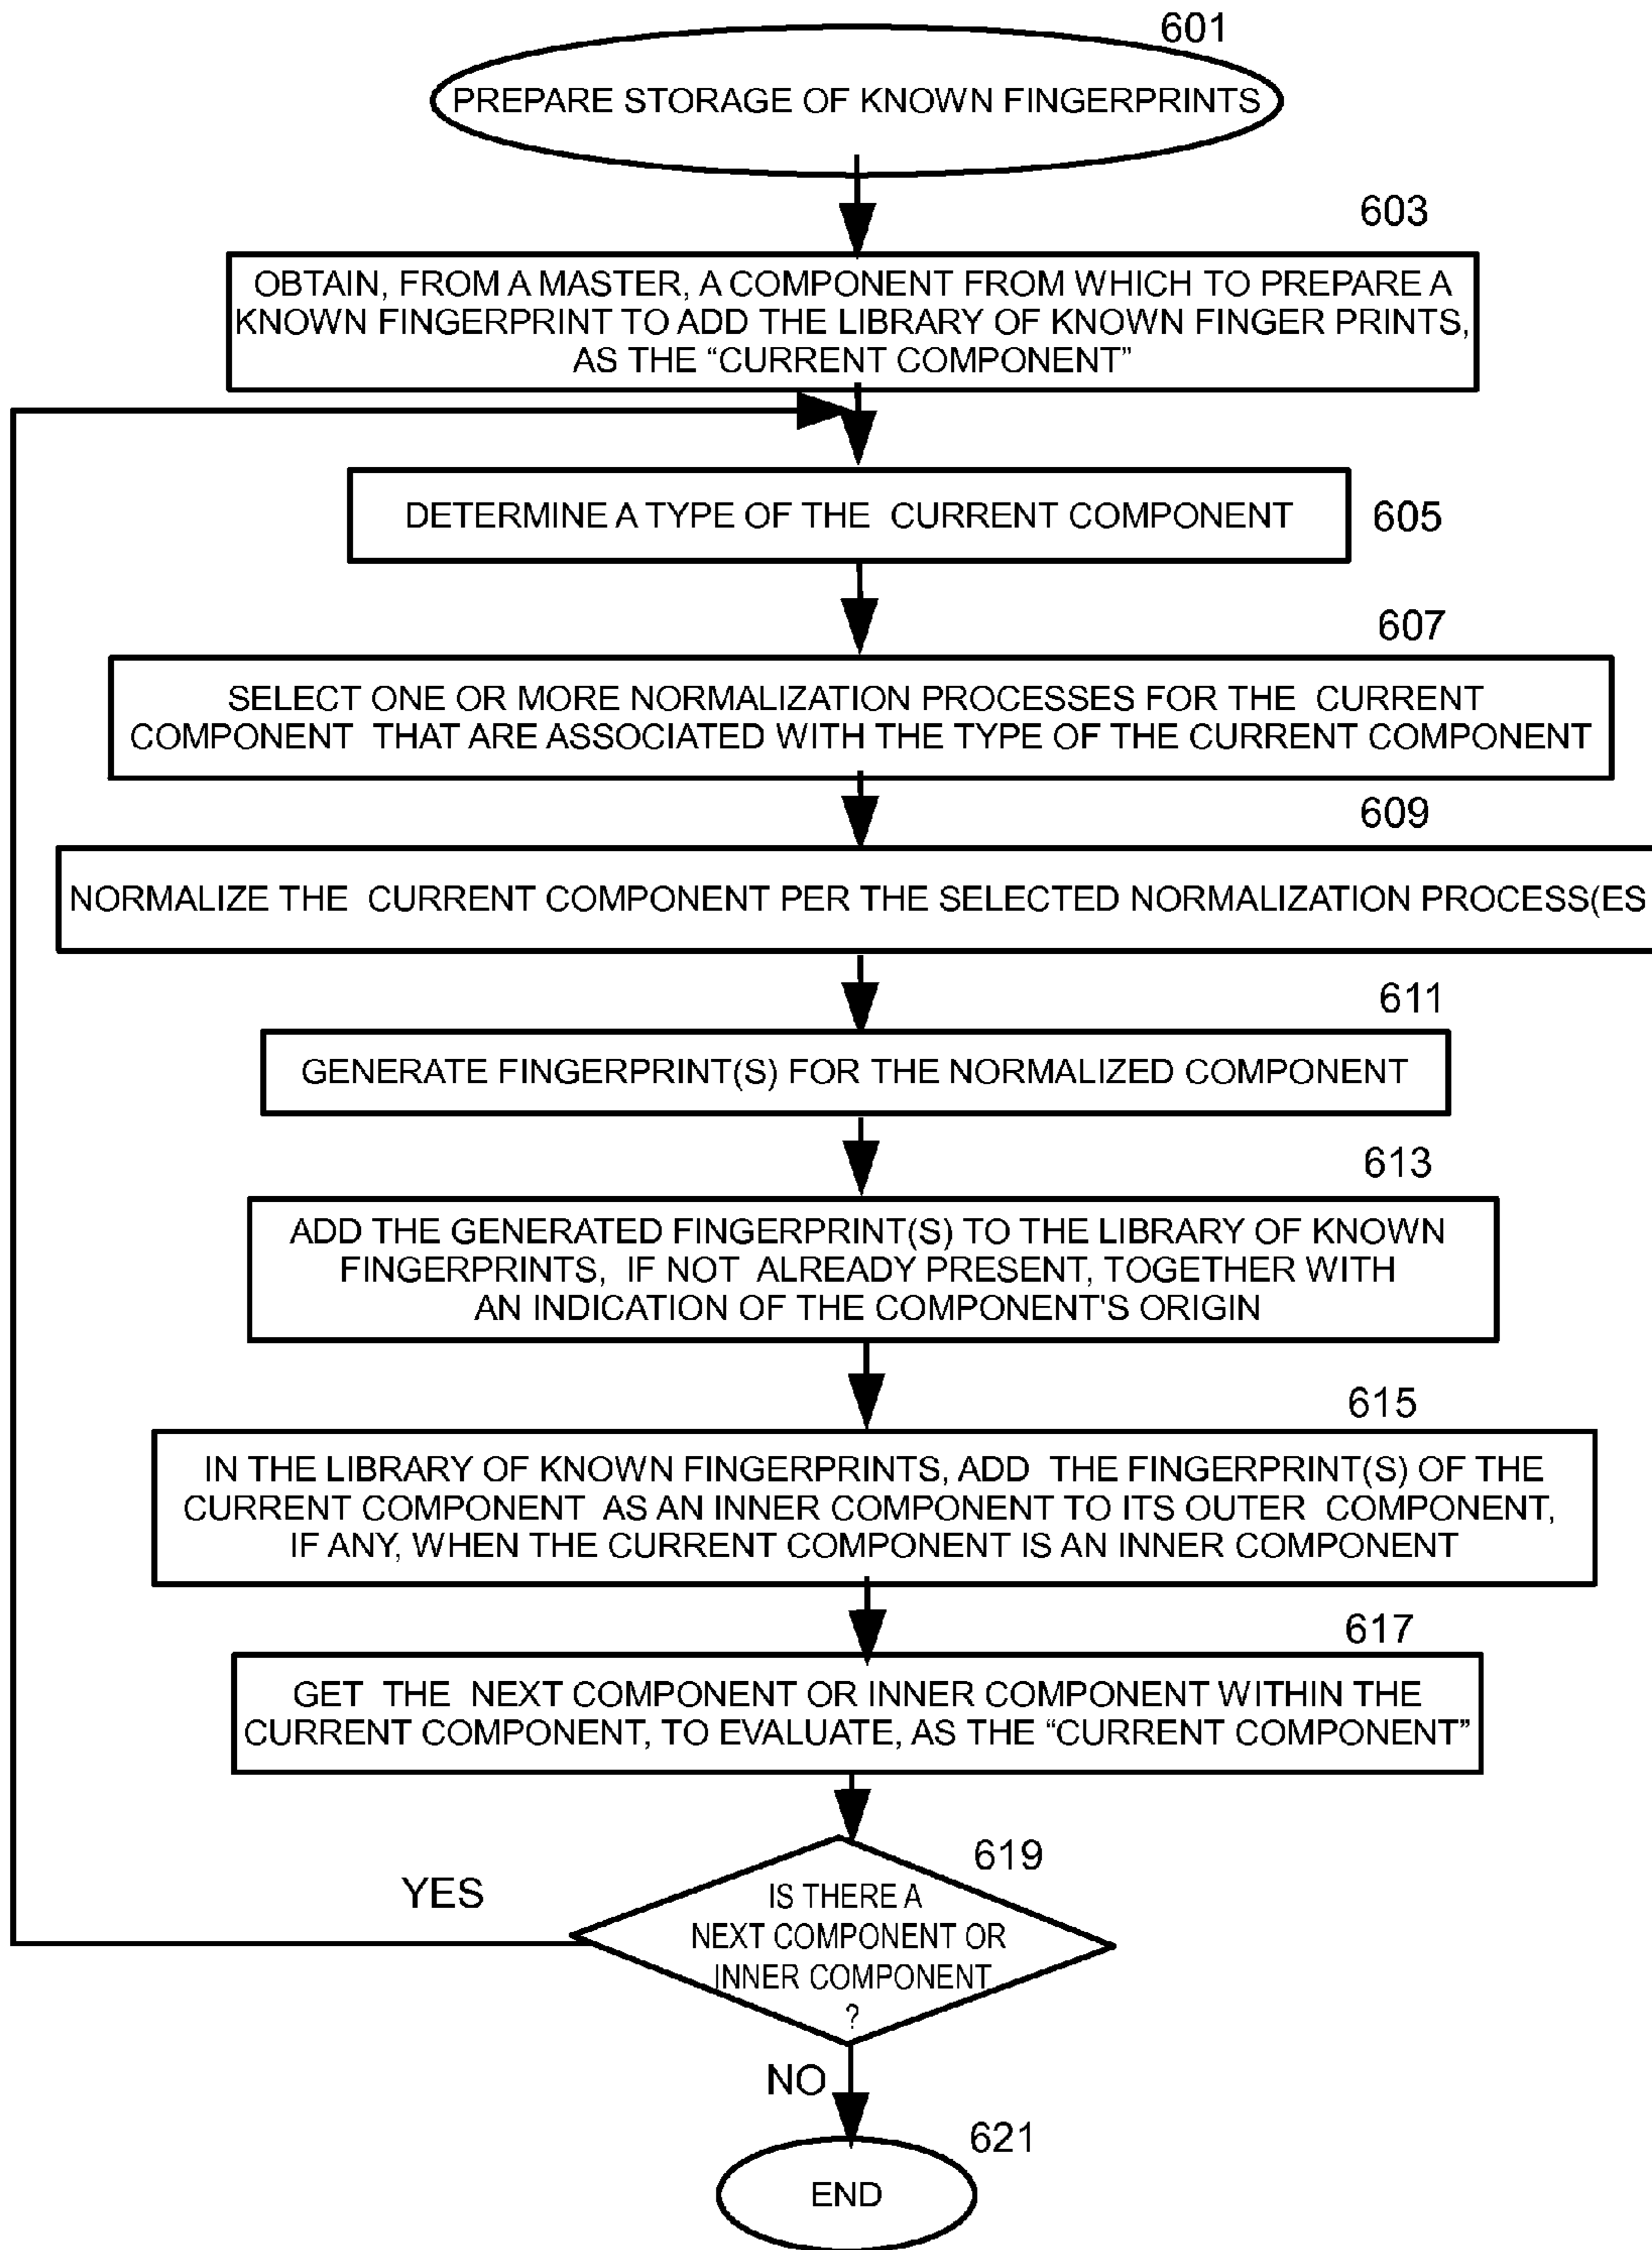 601
PREPARE STORAGE OF KNOWN FINGERPRINTS
603
OBTAIN, FROM A MASTER, A COMPONENT FROM WHICH TO PREPARE A
KNOWN FINGERPRINT TO ADD THE LIBRARY OF KNOWN FINGER PRINTS,
AS THE “CURRENT COMPONENT”
DETERMINE A TYPE OF THE CURRENT COMPONENT
605
607
SELECT ONE OR MORE NORMALIZATION PROCESSES FOR THE CURRENT
COMPONENT THAT ARE ASSOCIATED WITH THE TYPE OF THE CURRENT COMPONENT
609
NORMALIZE THE CURRENT COMPONENT PER THE SELECTED NORMALIZATION PROCESS(ES
611
GENERATE FINGERPRINT(S) FOR THE NORMALIZED COMPONENT
613
ADD THE GENERATED FINGERPRINT(S) TO THE LIBRARY OF KNOWN
FINGERPRINTS, IF NOT ALREADY PRESENT, TOGETHER WITH
AN INDICATION OF THE COMPONENT'S ORIGIN
615
IN THE LIBRARY OF KNOWN FINGERPRINTS, ADD THE FINGERPRINT(S) OF THE
CURRENT COMPONENT AS AN INNER COMPONENT TO ITS OUTER COMPONENT,
IF ANY, WHEN THE CURRENT COMPONENT IS AN INNER COMPONENT
617
GET THE NEXT COMPONENT OR INNER COMPONENT WITHIN THE
CURRENT COMPONENT, TO EVALUATE, AS THE “CURRENT COMPONENT”
619
YES
IS THERE A
NEXT COMPONENT OR
INNER COMPONENT
?
NO
621
END